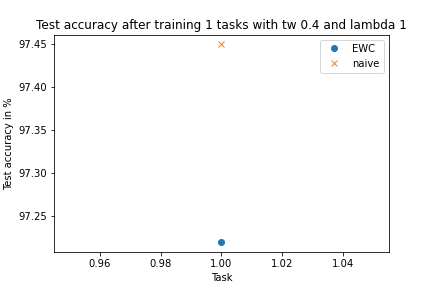 Test accuracy after training 1 tasks with tw 0.4 and lambda 1
97.45
97.40
97.35
97.30
97.25
Test accuracy in %
EWC
naive
0.96
0.98
1.00
1.02
1.04
Task